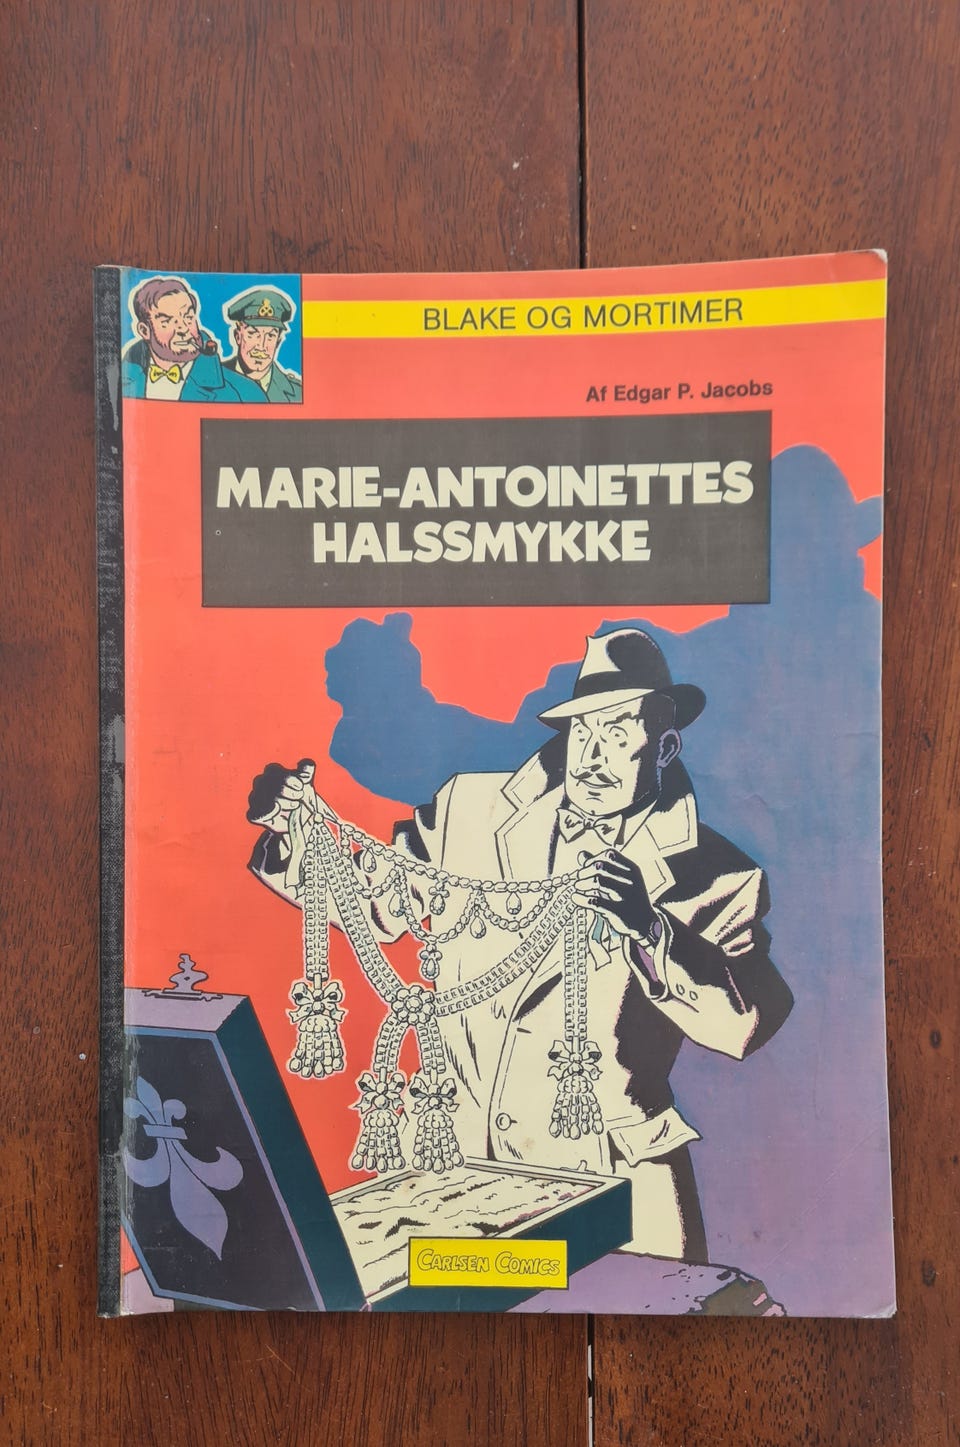 BLAKE OG MORTIMER
Af Edgar P. Jacobs
MARIE-ANTOINETTES
HALSSMYKKE
CARLSEN COMICS